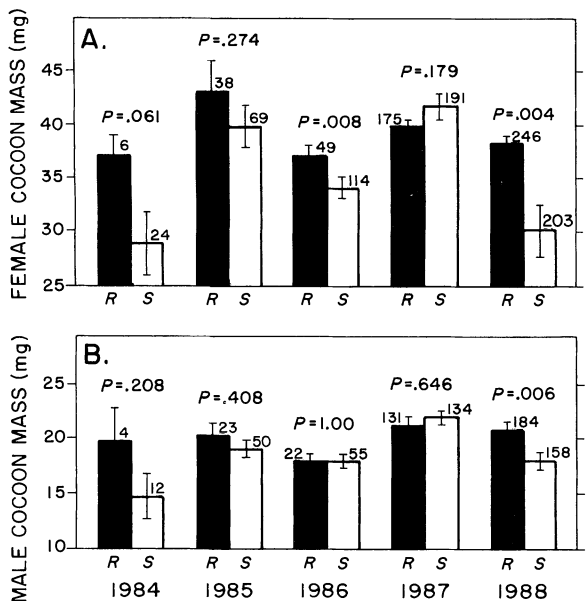 FEMALE COCOON MASS (mg)
A.
45
40
35
30
25
P=.061
P=.274
P=.008
P=.179
P=.004
6
24
38
69
49
114
175
191
246
203
R S R S R S R S R S
MALE COCOON MASS (mg)
B.
25
20
15
10
P=.208
P=.408
P=1.00
P=.646
P=.006
4
12
23
50
22
55
131
134
184
158
R S R S R S R S R S
1984 1985 1986 1987 1988